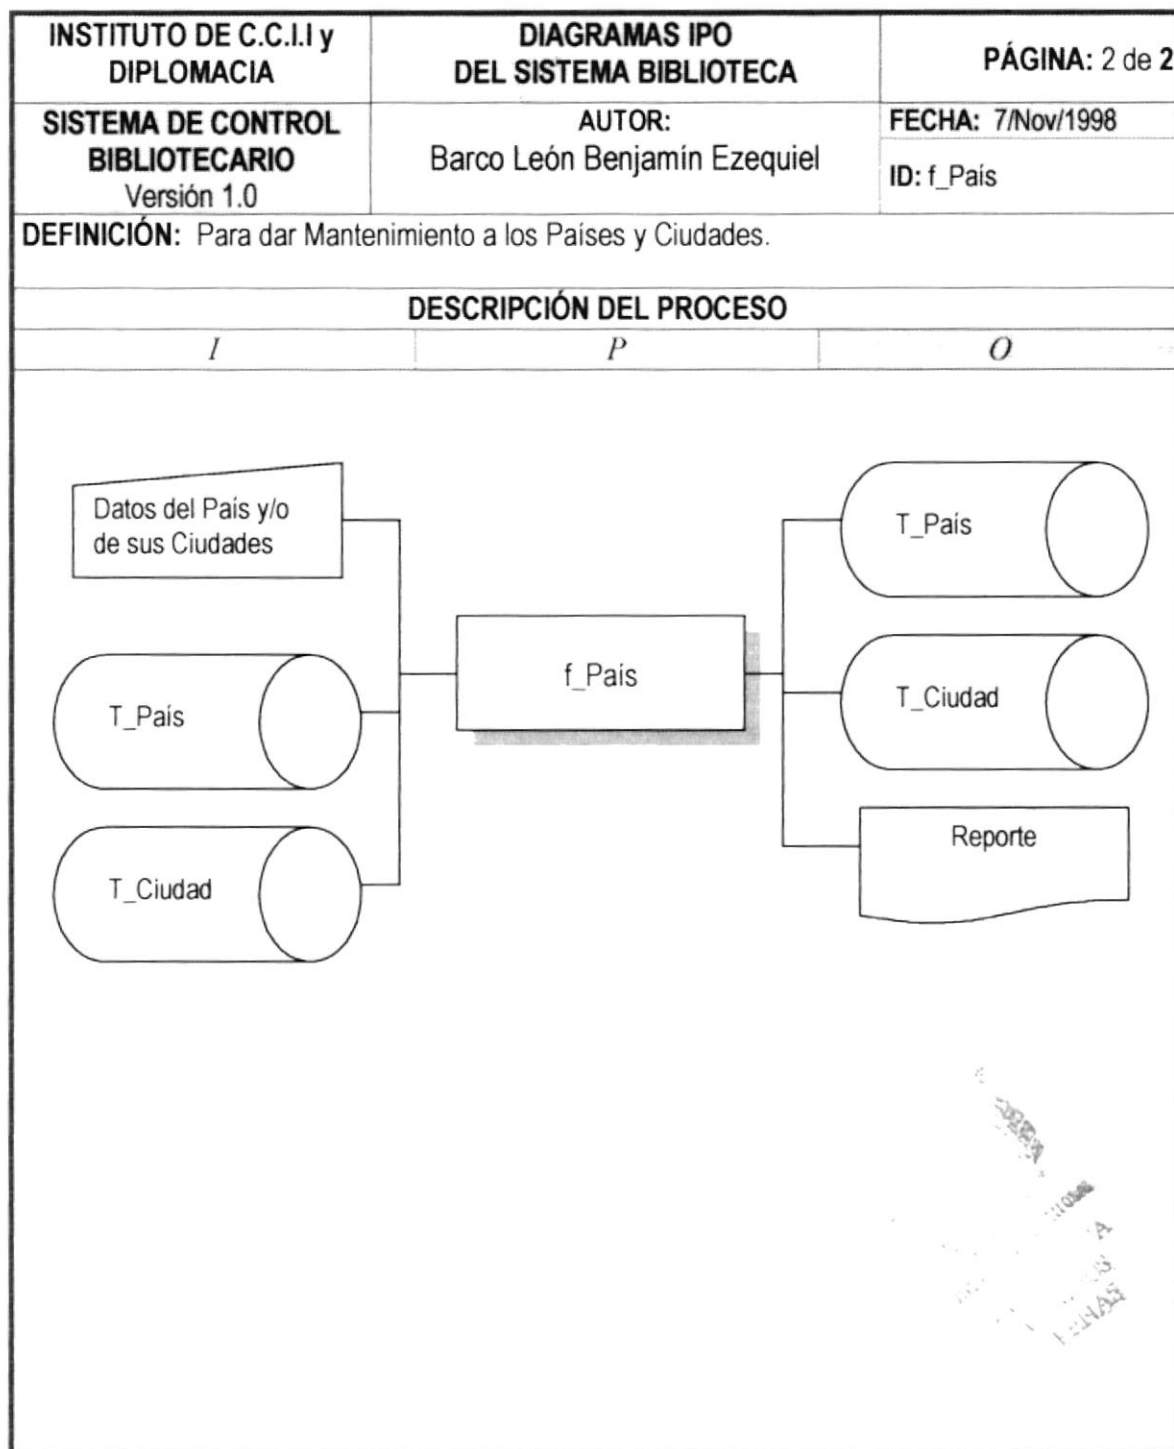 INSTITUTO DE C.C.I.I y
DIPLOMACIA
DIAGRAMAS IPO
DEL SISTEMA BIBLIOTECA
PÁGINA: 2 de 2
SISTEMA DE CONTROL
BIBLIOTECARIO
Versión 1.0
AUTOR:
Barco León Benjamín Ezequiel
FECHA: 7/Nov/1998
ID: f_País
DEFINICIÓN: Para dar Mantenimiento a los Países y Ciudades.
DESCRIPCIÓN DEL PROCESO
I
P
O
Datos del País y/o
de sus Ciudades
T_País
T_Ciudad
f_País
T_País
T_Ciudad
Reporte